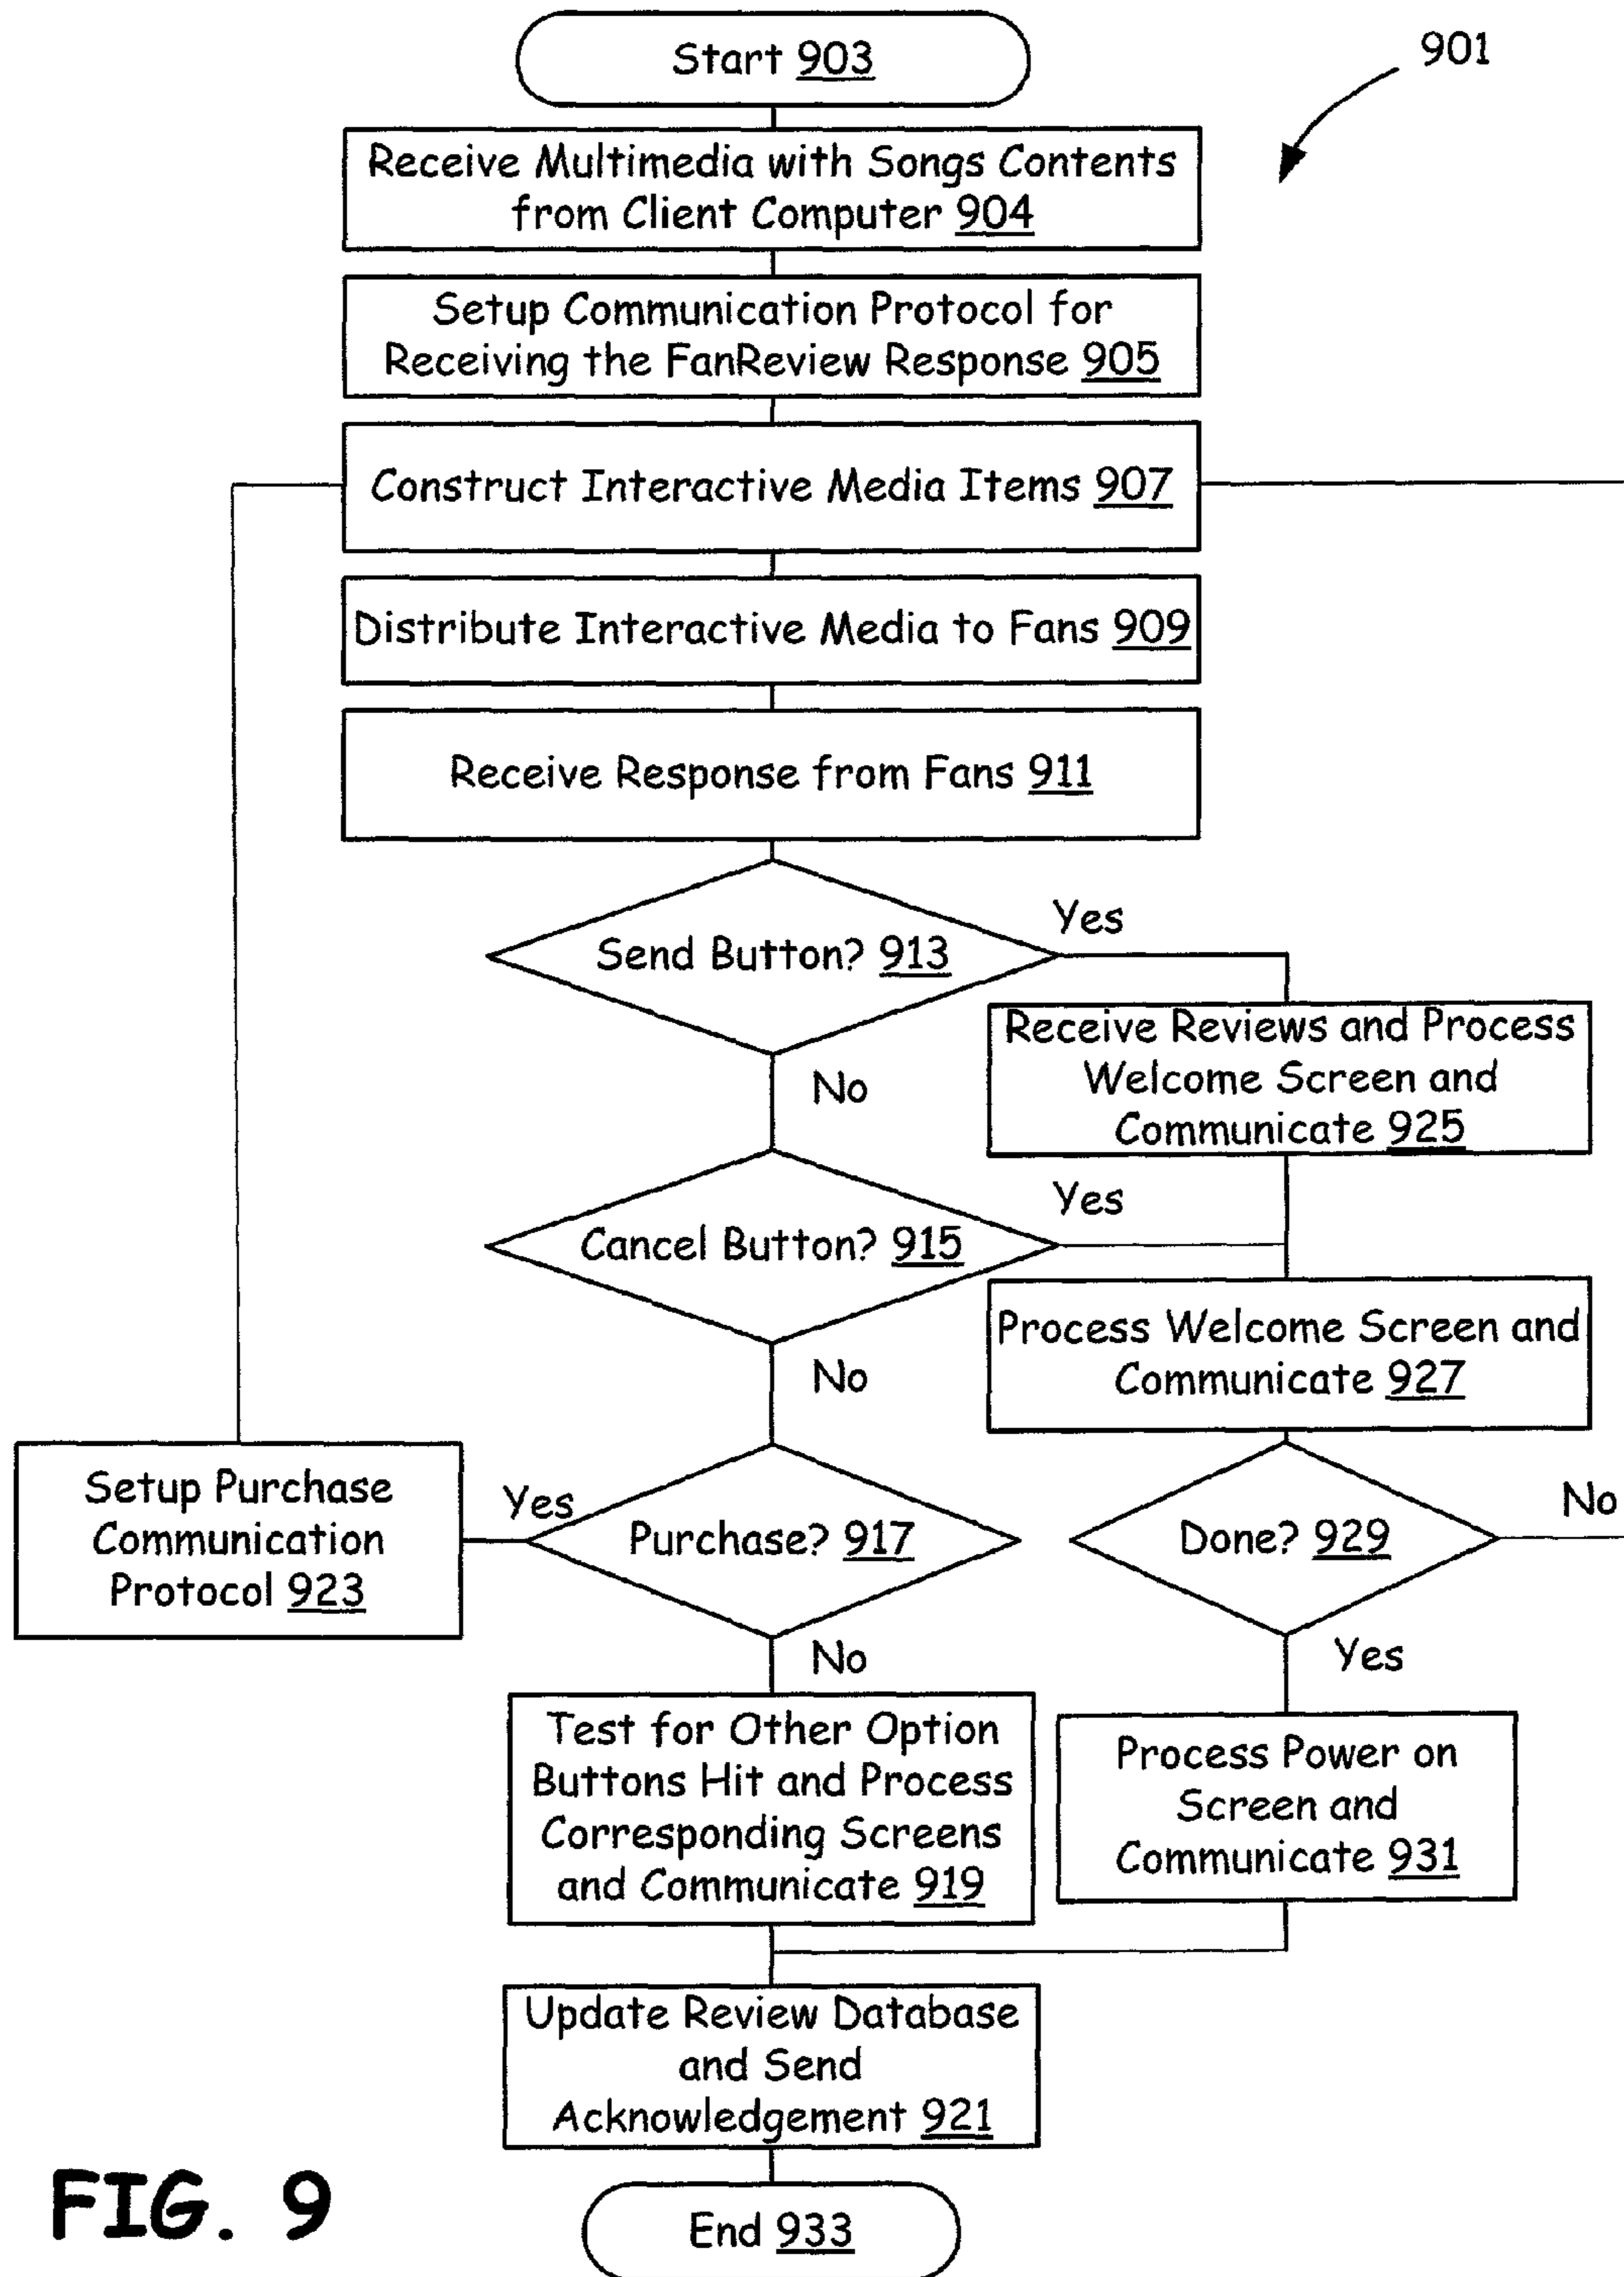 Start 903
901
Receive Multimedia with Songs Contents
from Client Computer 904
Setup Communication Protocol for
Receiving the FanReview Response 905
Construct Interactive Media Items 907
Distribute Interactive Media to Fans 909
Receive Response from Fans 911
Send Button? 913
Yes
No
Receive Reviews and Process
Welcome Screen and
Communicate 925
Cancel Button? 915
Yes
No
Process Welcome Screen and
Communicate 927
Setup Purchase
Communication
Protocol 923
Yes
Purchase? 917
No
Done? 929
No
Yes
Test for Other Option
Buttons Hit and Process
Corresponding Screens
and Communicate 919
Process Power on
Screen and
Communicate 931
Update Review Database
and Send
Acknowledgement 921
End 933
FIG. 9